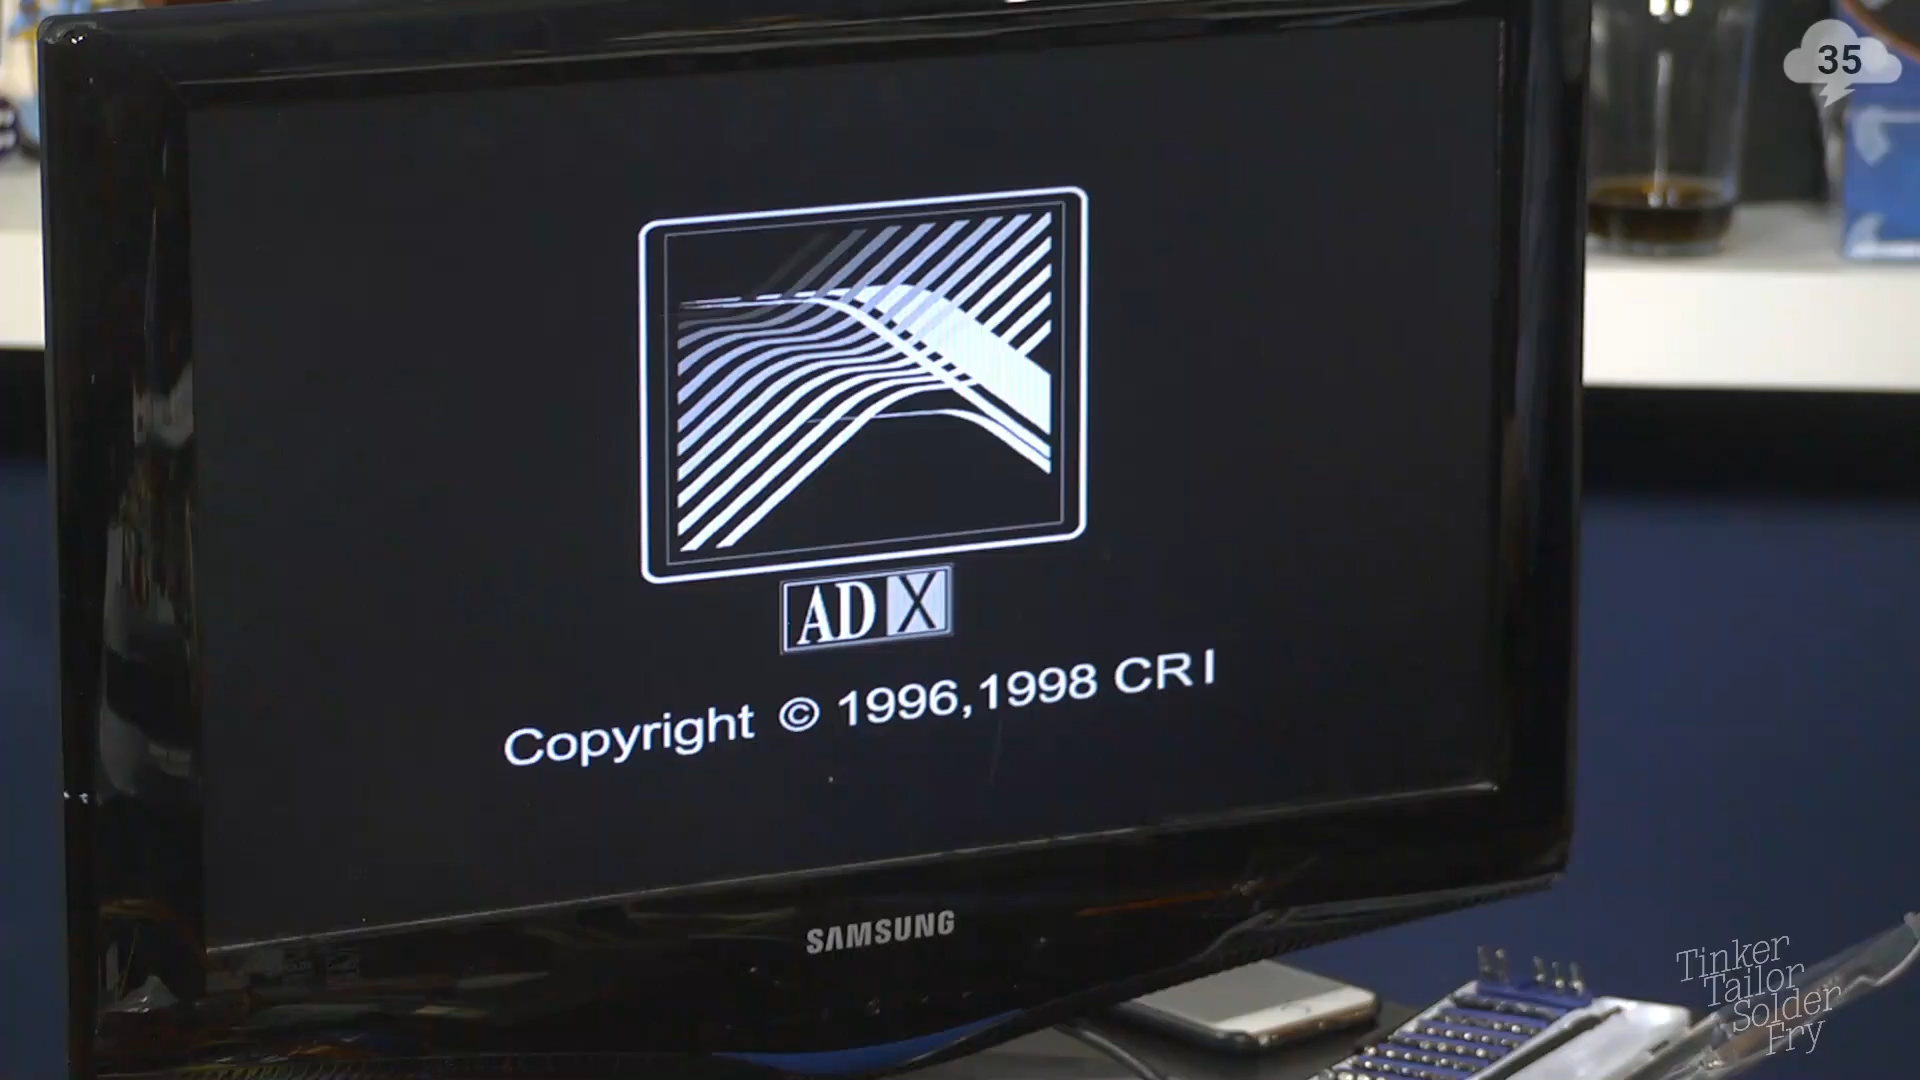 35
ADX
Copyright © 1996,1998 CRI
SAMSUNG
Tinker
Tailor
Solder
Fry